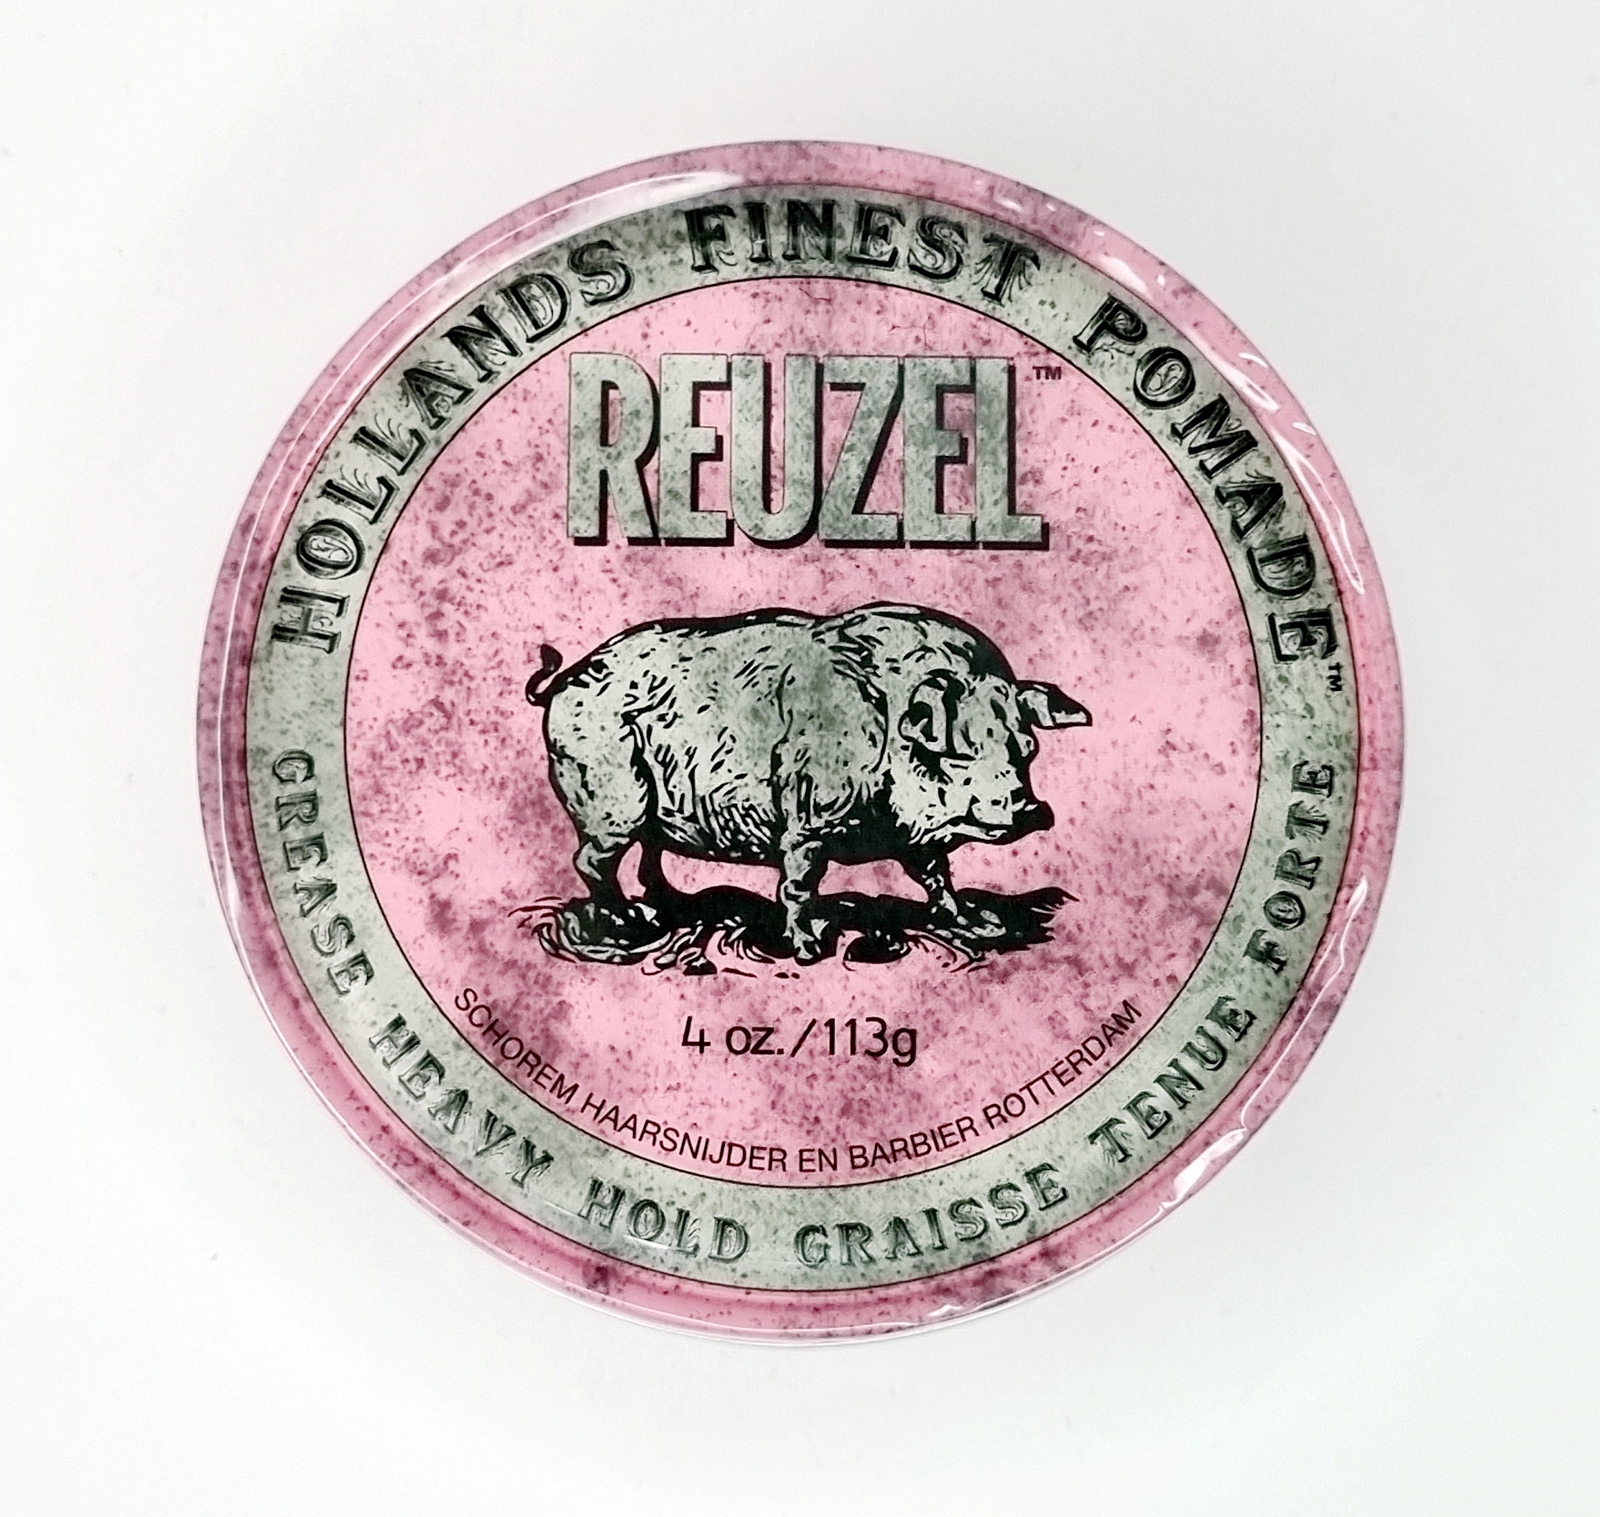 HOLLANDS FINEST POMADE™
REUZEL™
4 oz./113g
SCHOREM HAARSNIJDER EN BARBIER ROTTERDAM
GREASE HEAVY HOLD GRAISSE TENUE FORTE